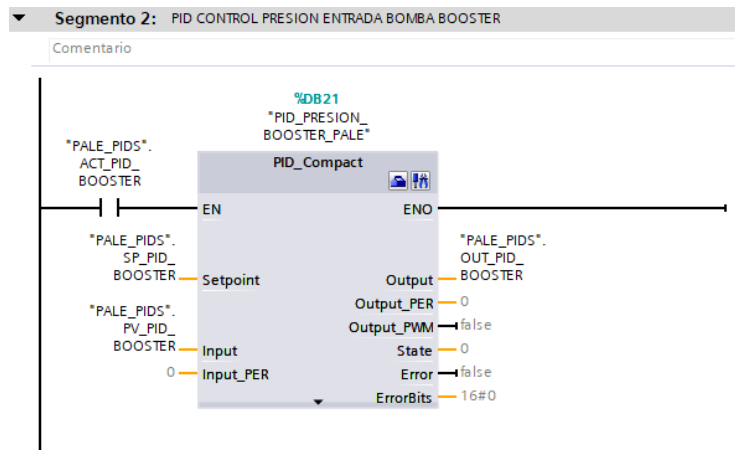 Segmento 2: PID CONTROL PRESION ENTRADA BOMBA BOOSTER
Comentario
%DB21
"PID_PRESION_
BOOSTER_PALE"
"PALE_PIDS".
ACT_PID_
BOOSTER
PID_Compact
EN ENO
"PALE_PIDS".
SP_PID_
BOOSTER
Setpoint
Output
"PALE_PIDS".
OUT_PID_
BOOSTER
Output_PER 0
"PALE_PIDS".
PV_PID_
BOOSTER
Output_PWM false
Input State 0
0 Input_PER Error false
ErrorBits 16#0